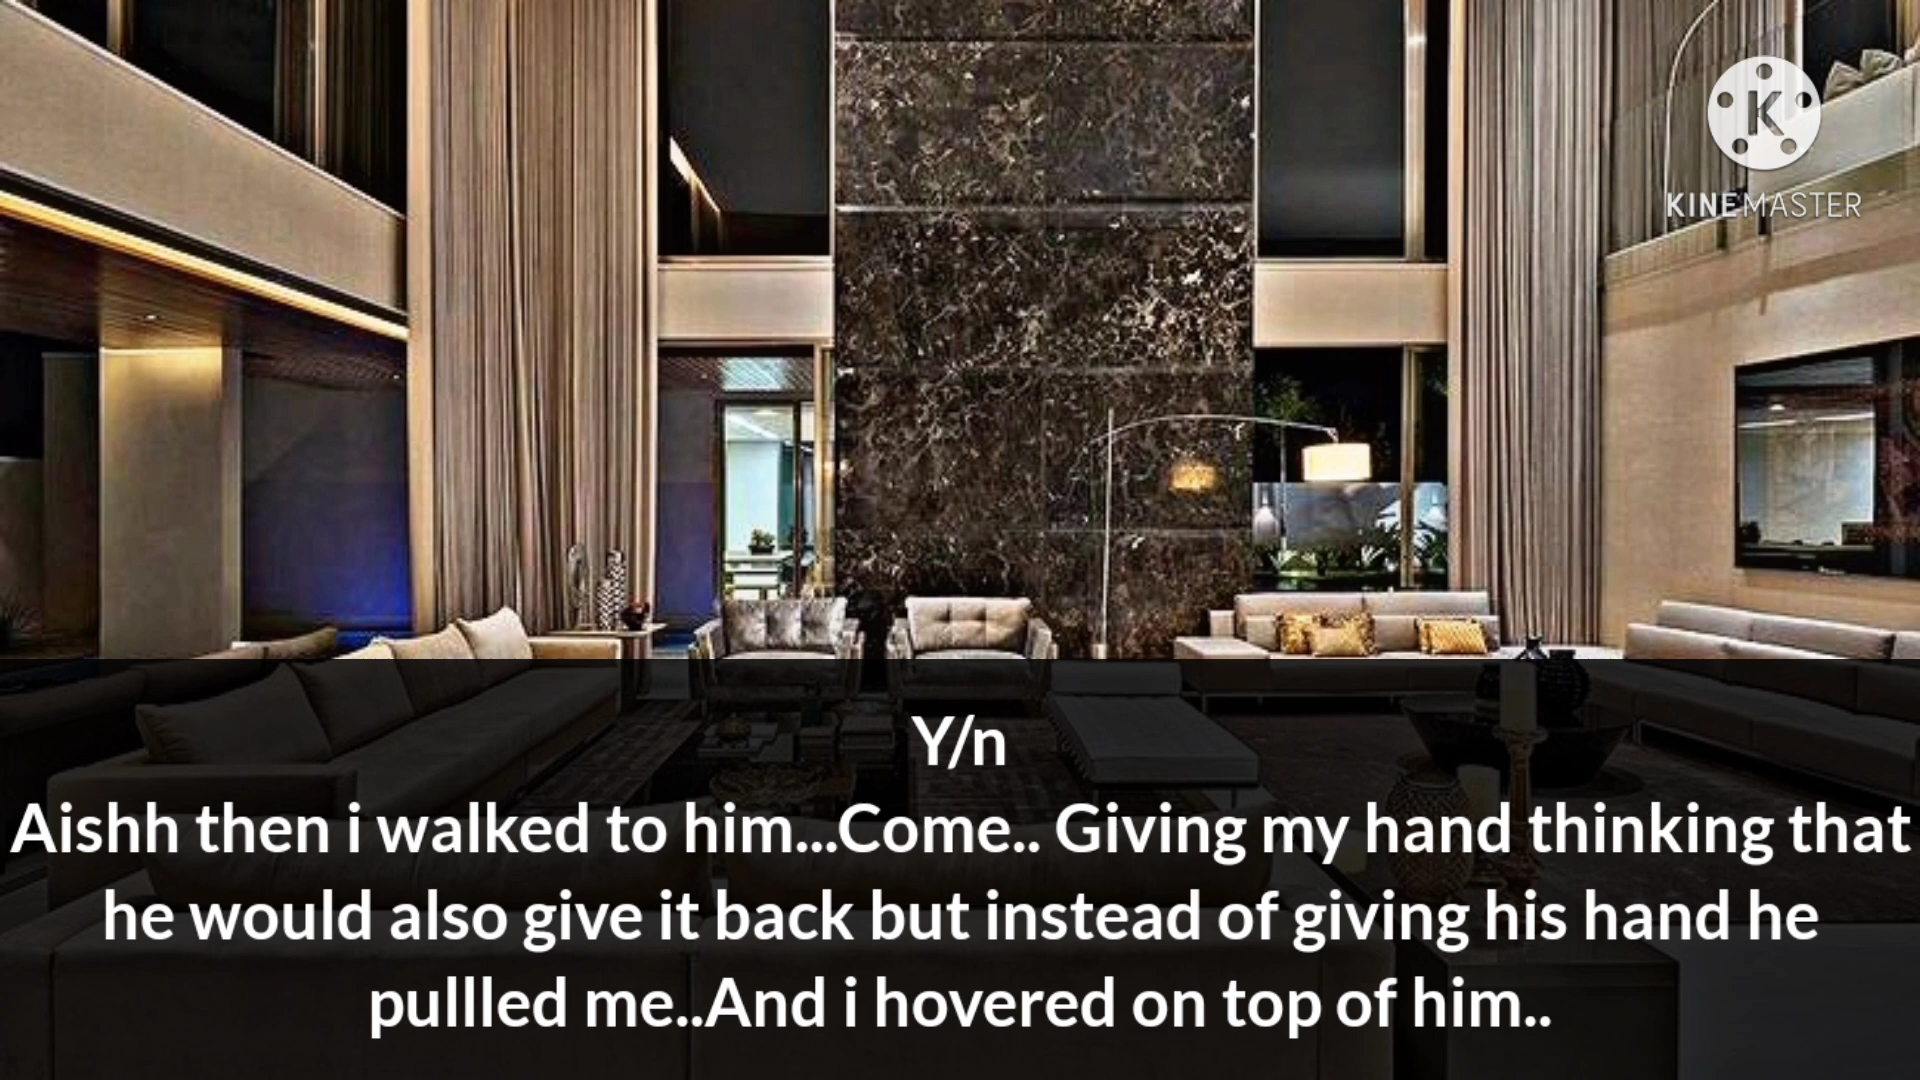 K
KINEMASTER
Y/n
Aishh then i walked to him...Come.. Giving my hand thinking that
he would also give it back but instead of giving his hand he
pullled me..And i hovered on top of him..